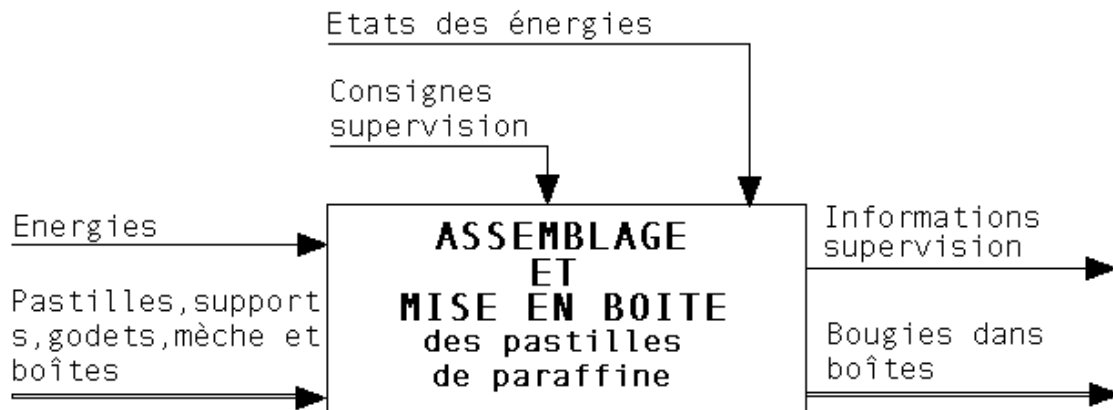 Etats des énergies
Consignes
supervision
Energies
Pastilles,support
s,godets,mèche et
boîtes
ASSEMBLAGE
ET
MISE EN BOITE
des pastilles
de paraffine
Informations
supervision
Bougies dans
boîtes